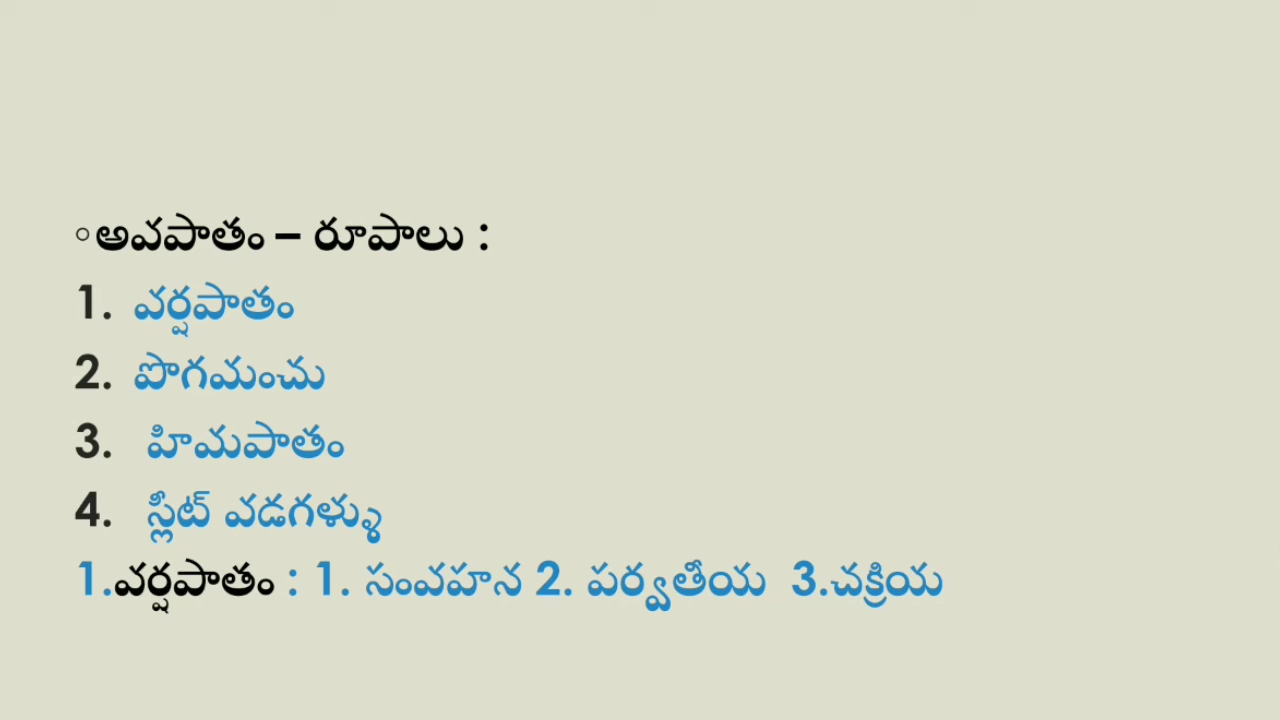 ◦అవపాతం – రూపాలు :
1. వర్షపాతం
2. పొగమంచు
3. హిమపాతం
4. స్లీట్ వడగళ్ళు
1.వర్షపాతం : 1. సంవహన 2. పర్వతీయ 3.చక్రియ